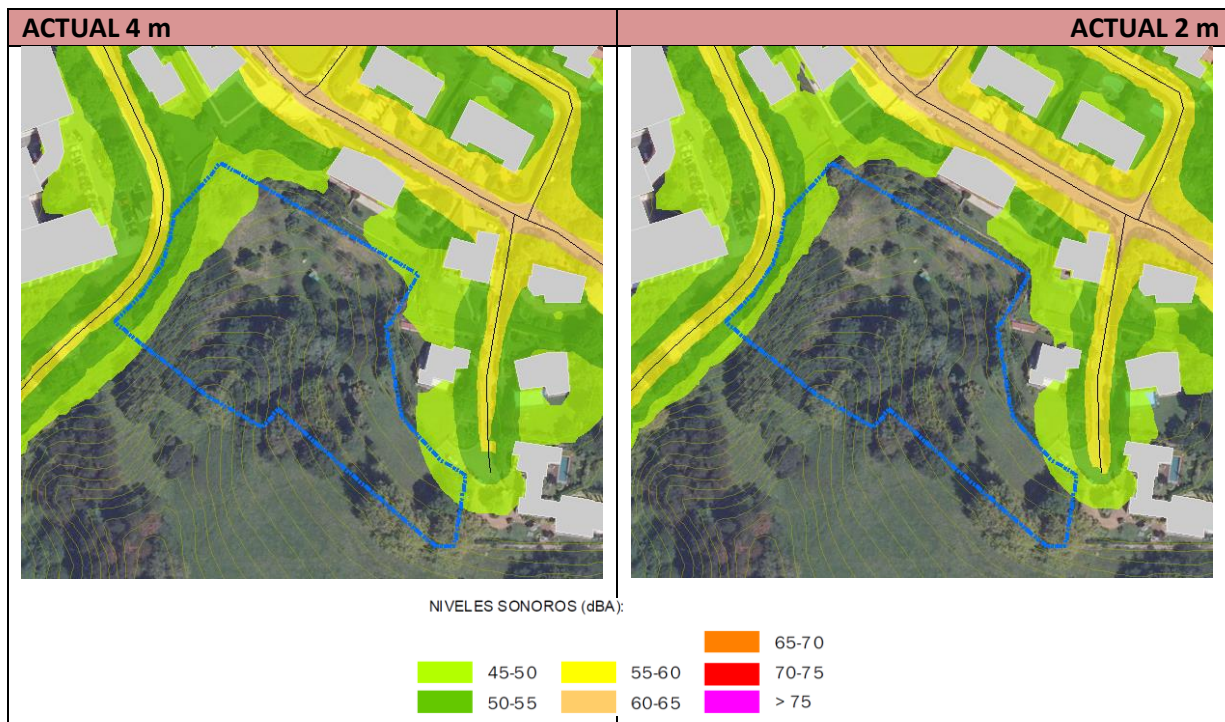 ACTUAL 4 m
ACTUAL 2 m
NIVELES SONOROS (dBA):
65-70
45-50 55-60 70-75
50-55 60-65 > 75